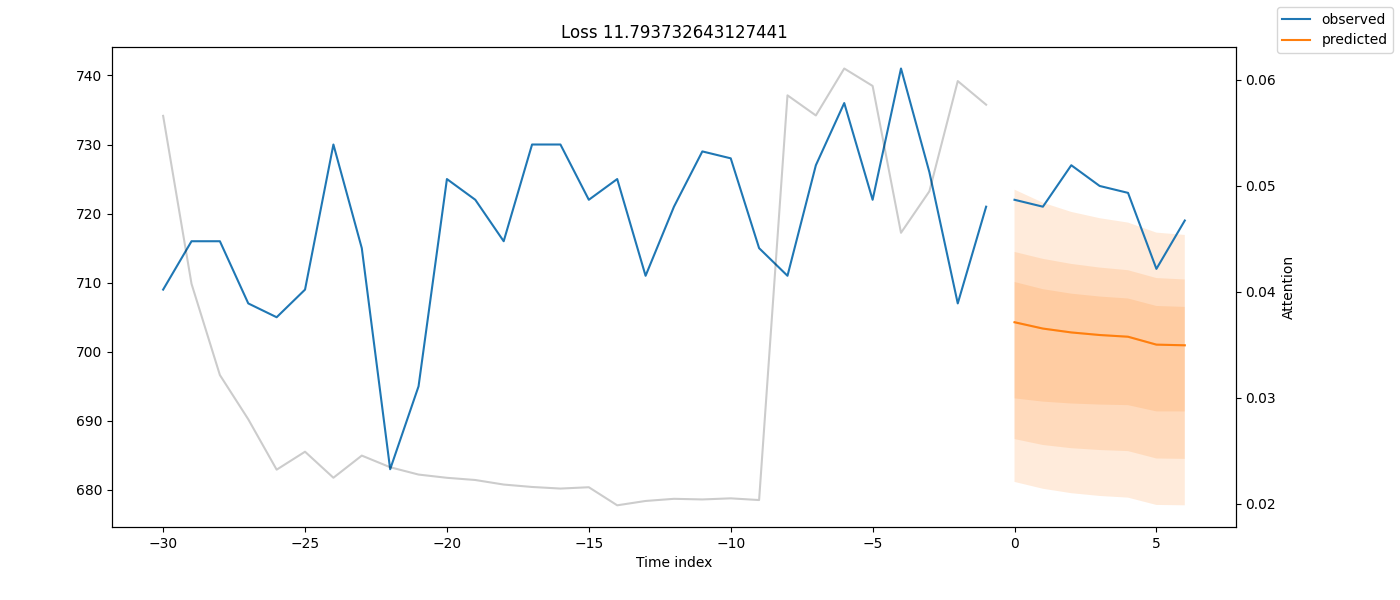 Loss 11.793732643127441
observed
predicted
740
730
720
710
700
690
680
0.06
0.05
0.04
0.03
0.02
Attention
−30 −25 −20 −15 −10 −5 0 5
Time index